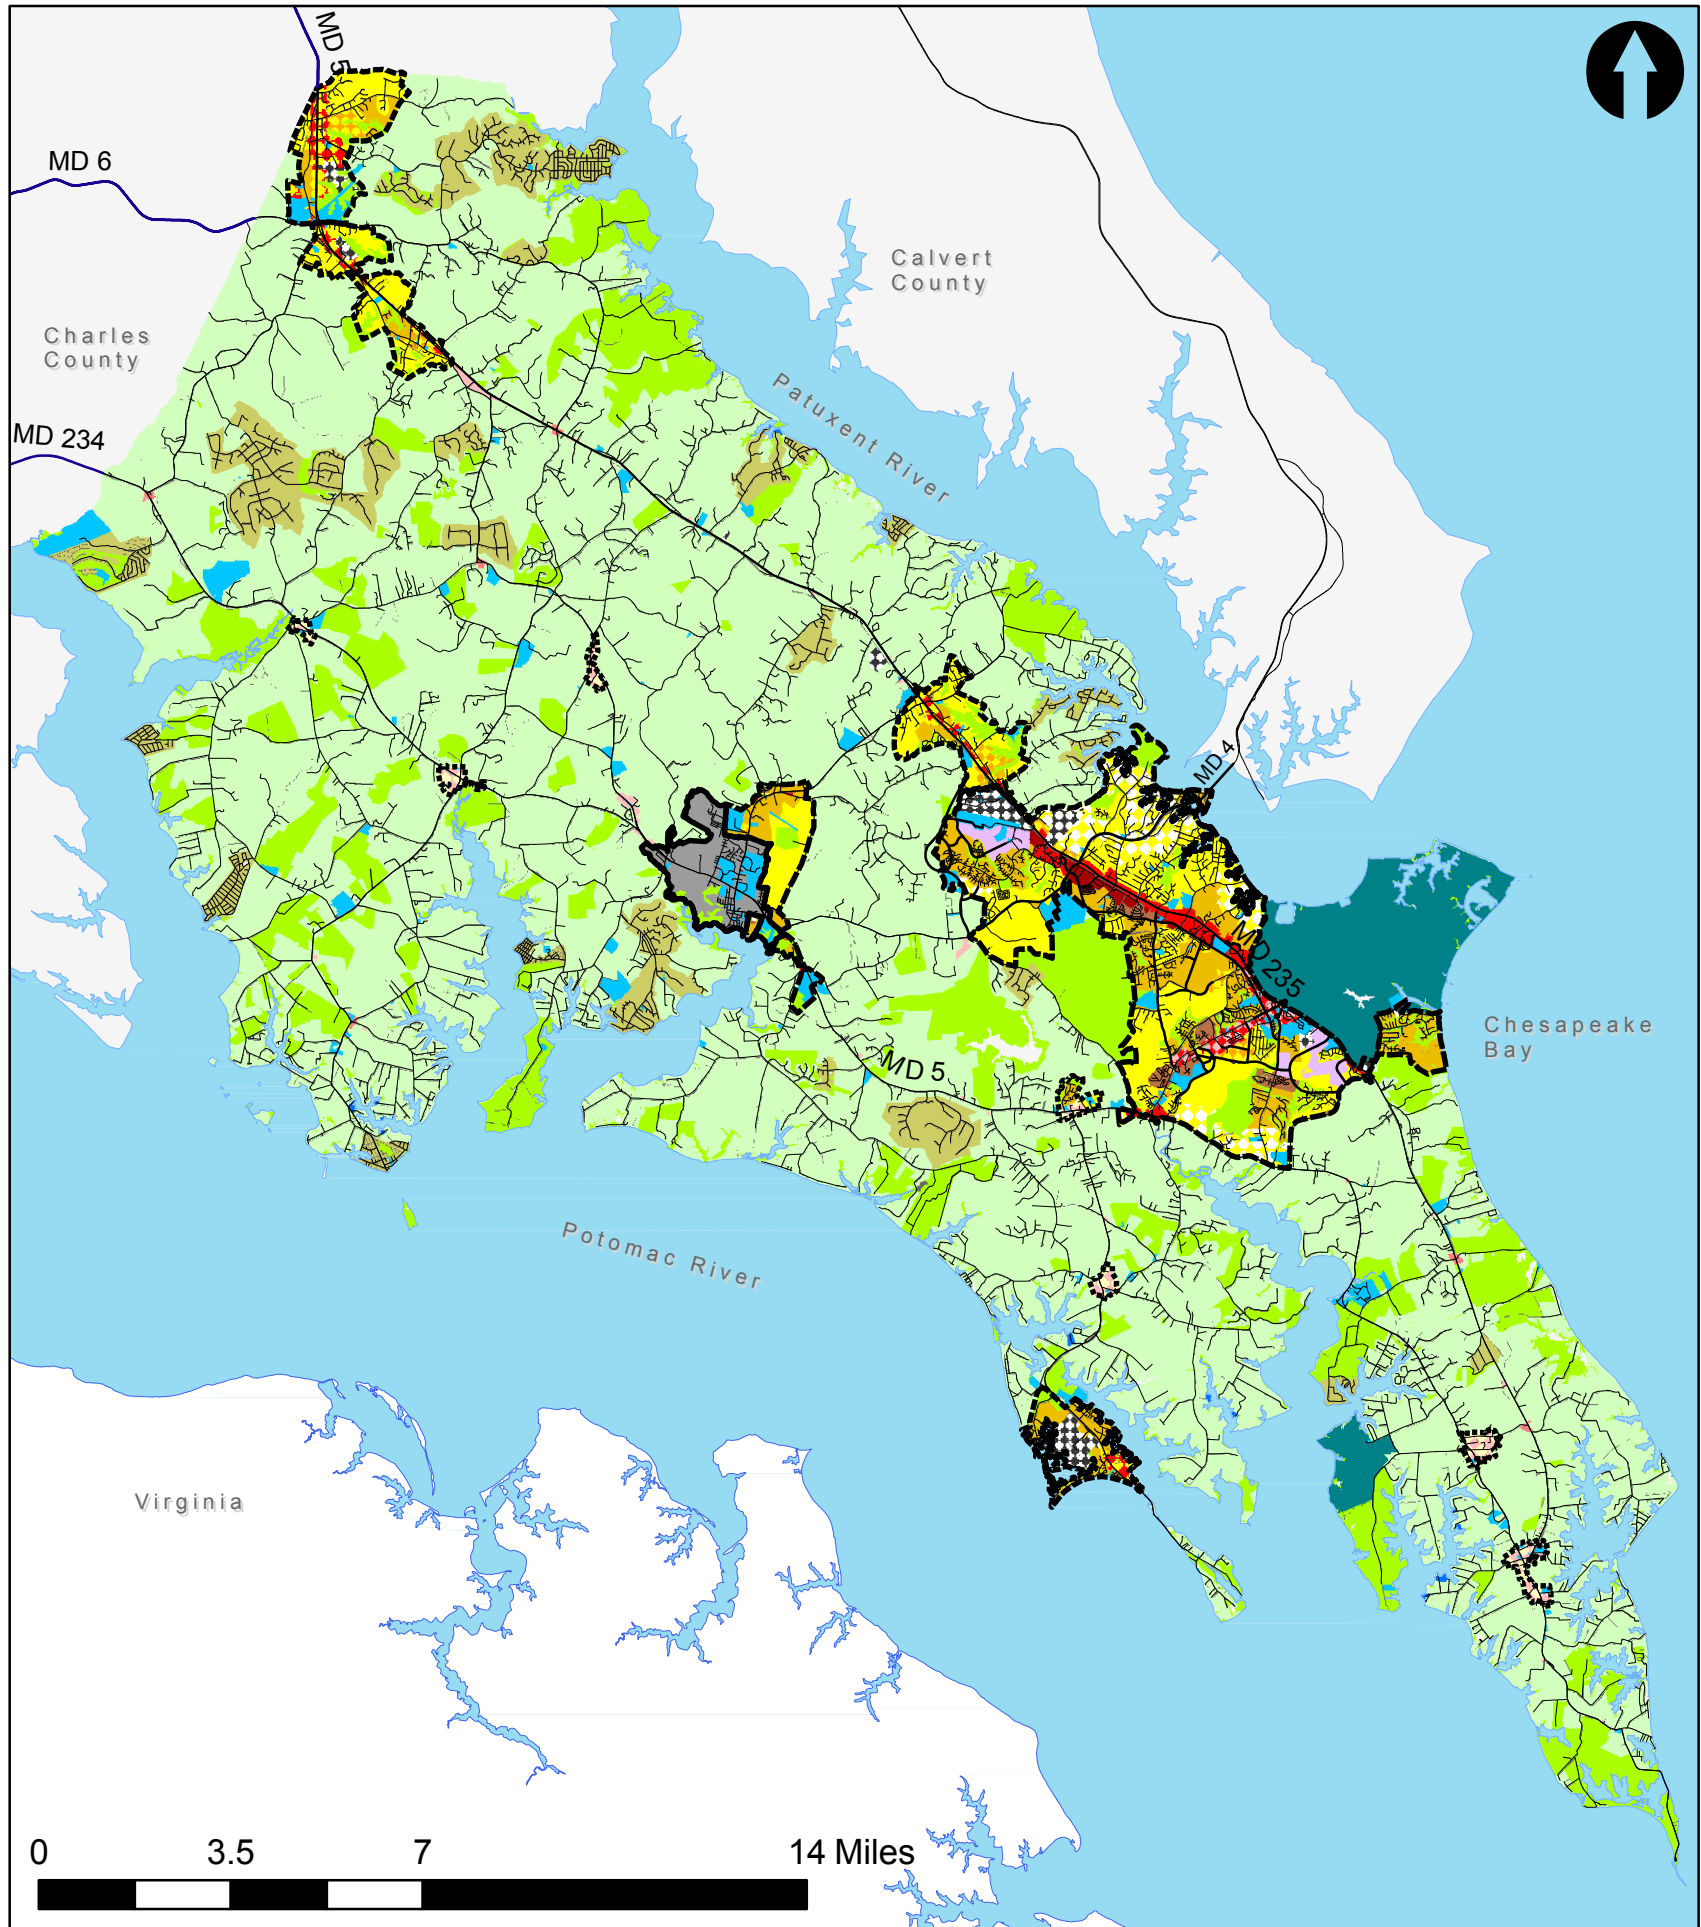 MD 5
MD 6
Calvert
County
Charles
County
Patuxent River
MD 234
MD 4
MD 235
Chesapeake
Bay
MD 5
Potomac River
Virginia
0 3.5 7 14 Miles